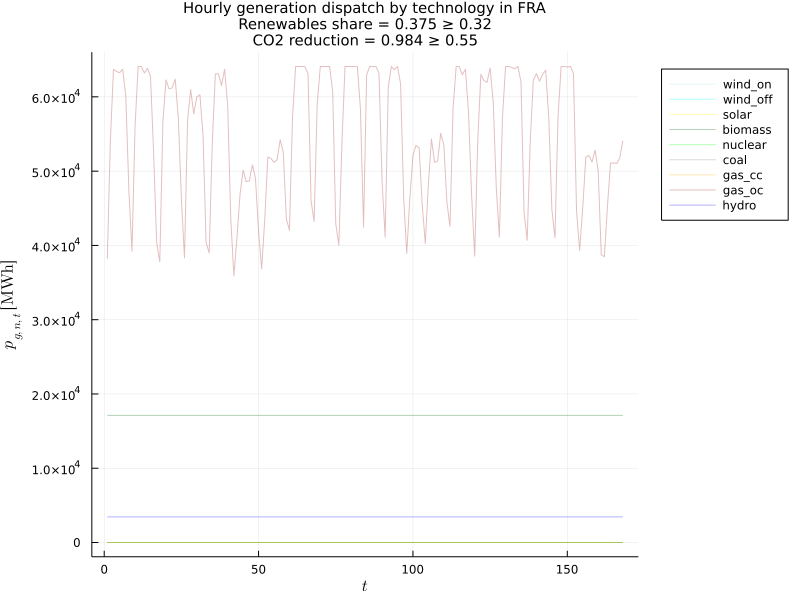 Hourly generation dispatch by technology in FRA
Renewables share = 0.375 ≥ 0.32
CO2 reduction = 0.984 ≥ 0.55
6.0×10⁴
5.0×10⁴
4.0×10⁴
3.0×10⁴
2.0×10⁴
1.0×10⁴
0
p g, n, t [MWh]
0 50 100 150
t
wind_on
wind_off
solar
biomass
nuclear
coal
gas_cc
gas_oc
hydro